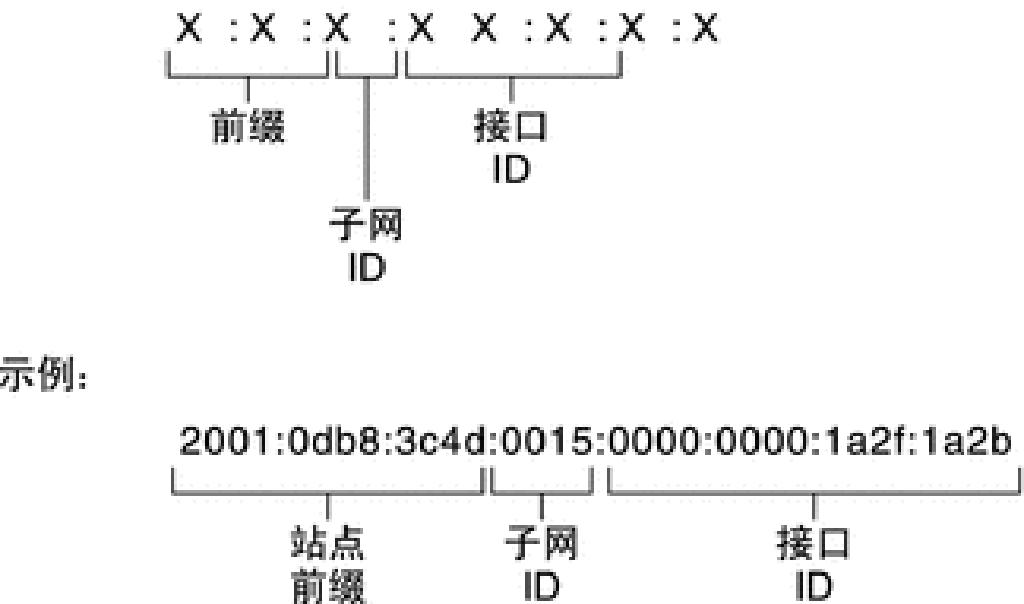 X :X :X :X X :X :X :X
前缀
接口
ID
子网
ID
示例:
2001:0db8:3c4d:0015:0000:0000:1a2f:1a2b
站点
前缀
子网
ID
接口
ID